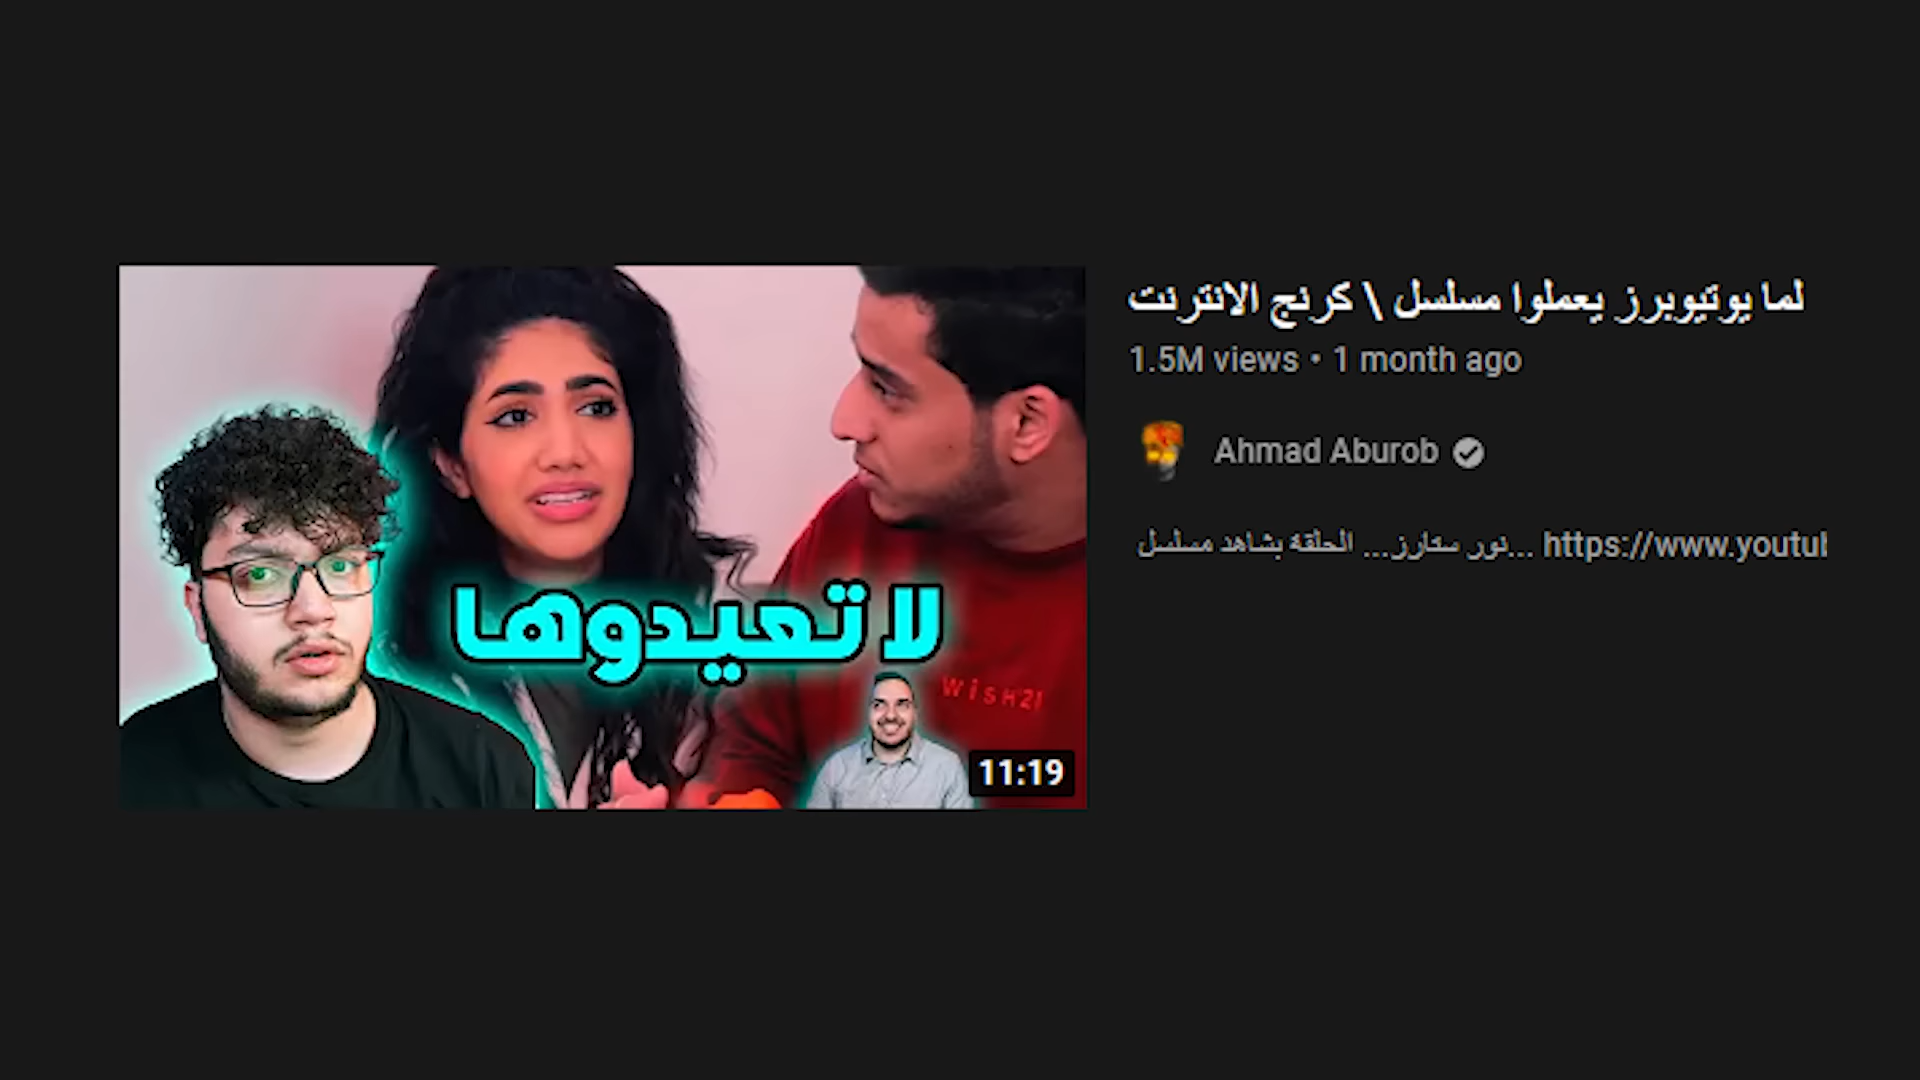 لما يوتيوبرز يعملوا مسلسل \ كرنج الانترنت
1.5M views • 1 month ago
Ahmad Aburob
نور ستارز... الحلقة بشاهد مسلسل... https://www.youtu
لا تعيدوها
WISH21
11:19